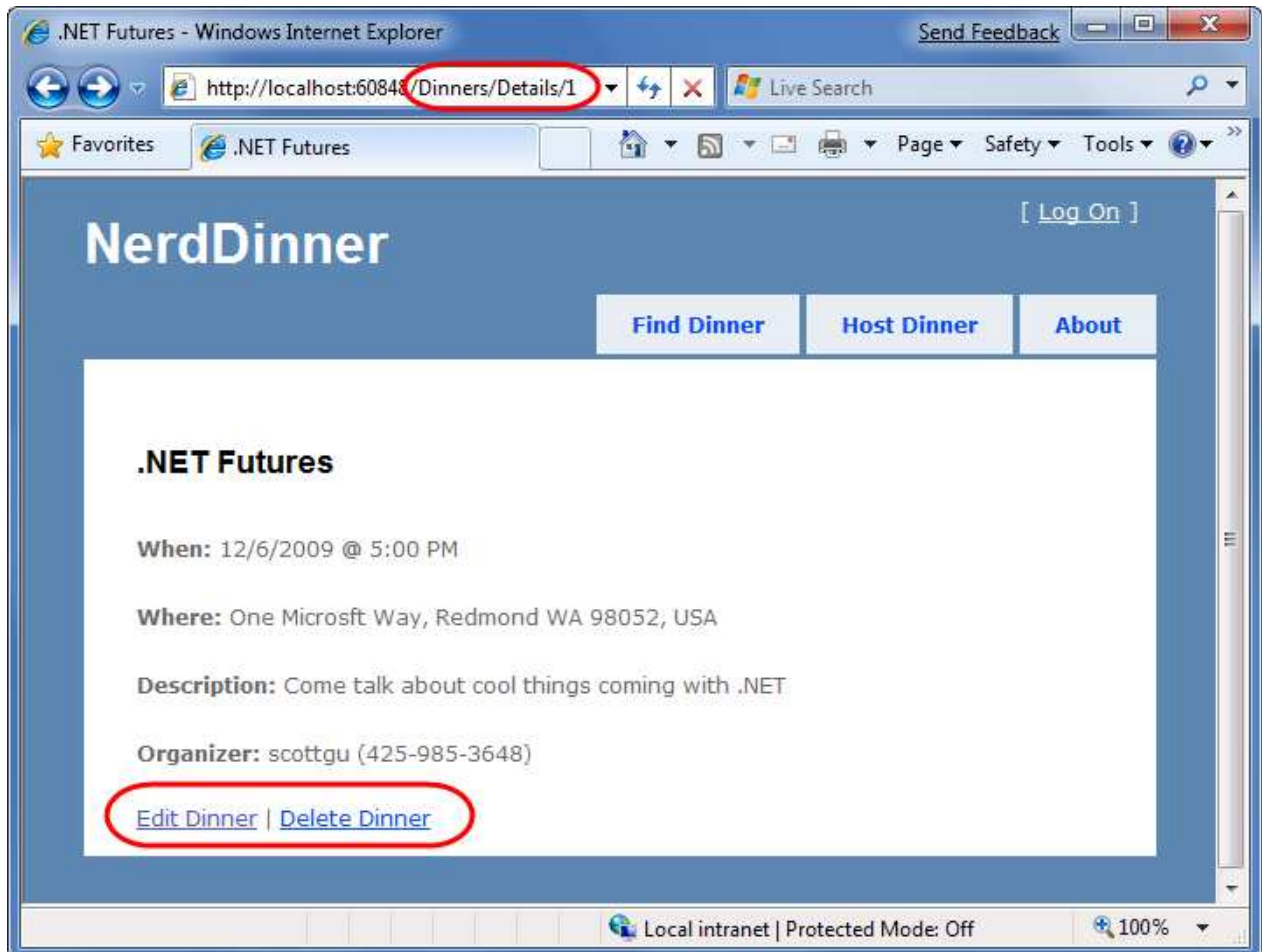 .NET Futures - Windows Internet Explorer
Send Feedback
http://localhost:60848/Dinners/Details/1
Live Search
Favorites
.NET Futures
Page
Safety
Tools
[ Log On ]
NerdDinner
Find Dinner
Host Dinner
About
.NET Futures
When: 12/6/2009 @ 5:00 PM
Where: One Microsft Way, Redmond WA 98052, USA
Description: Come talk about cool things coming with .NET
Organizer: scottgu (425-985-3648)
Edit Dinner | Delete Dinner
Local intranet | Protected Mode: Off
100%